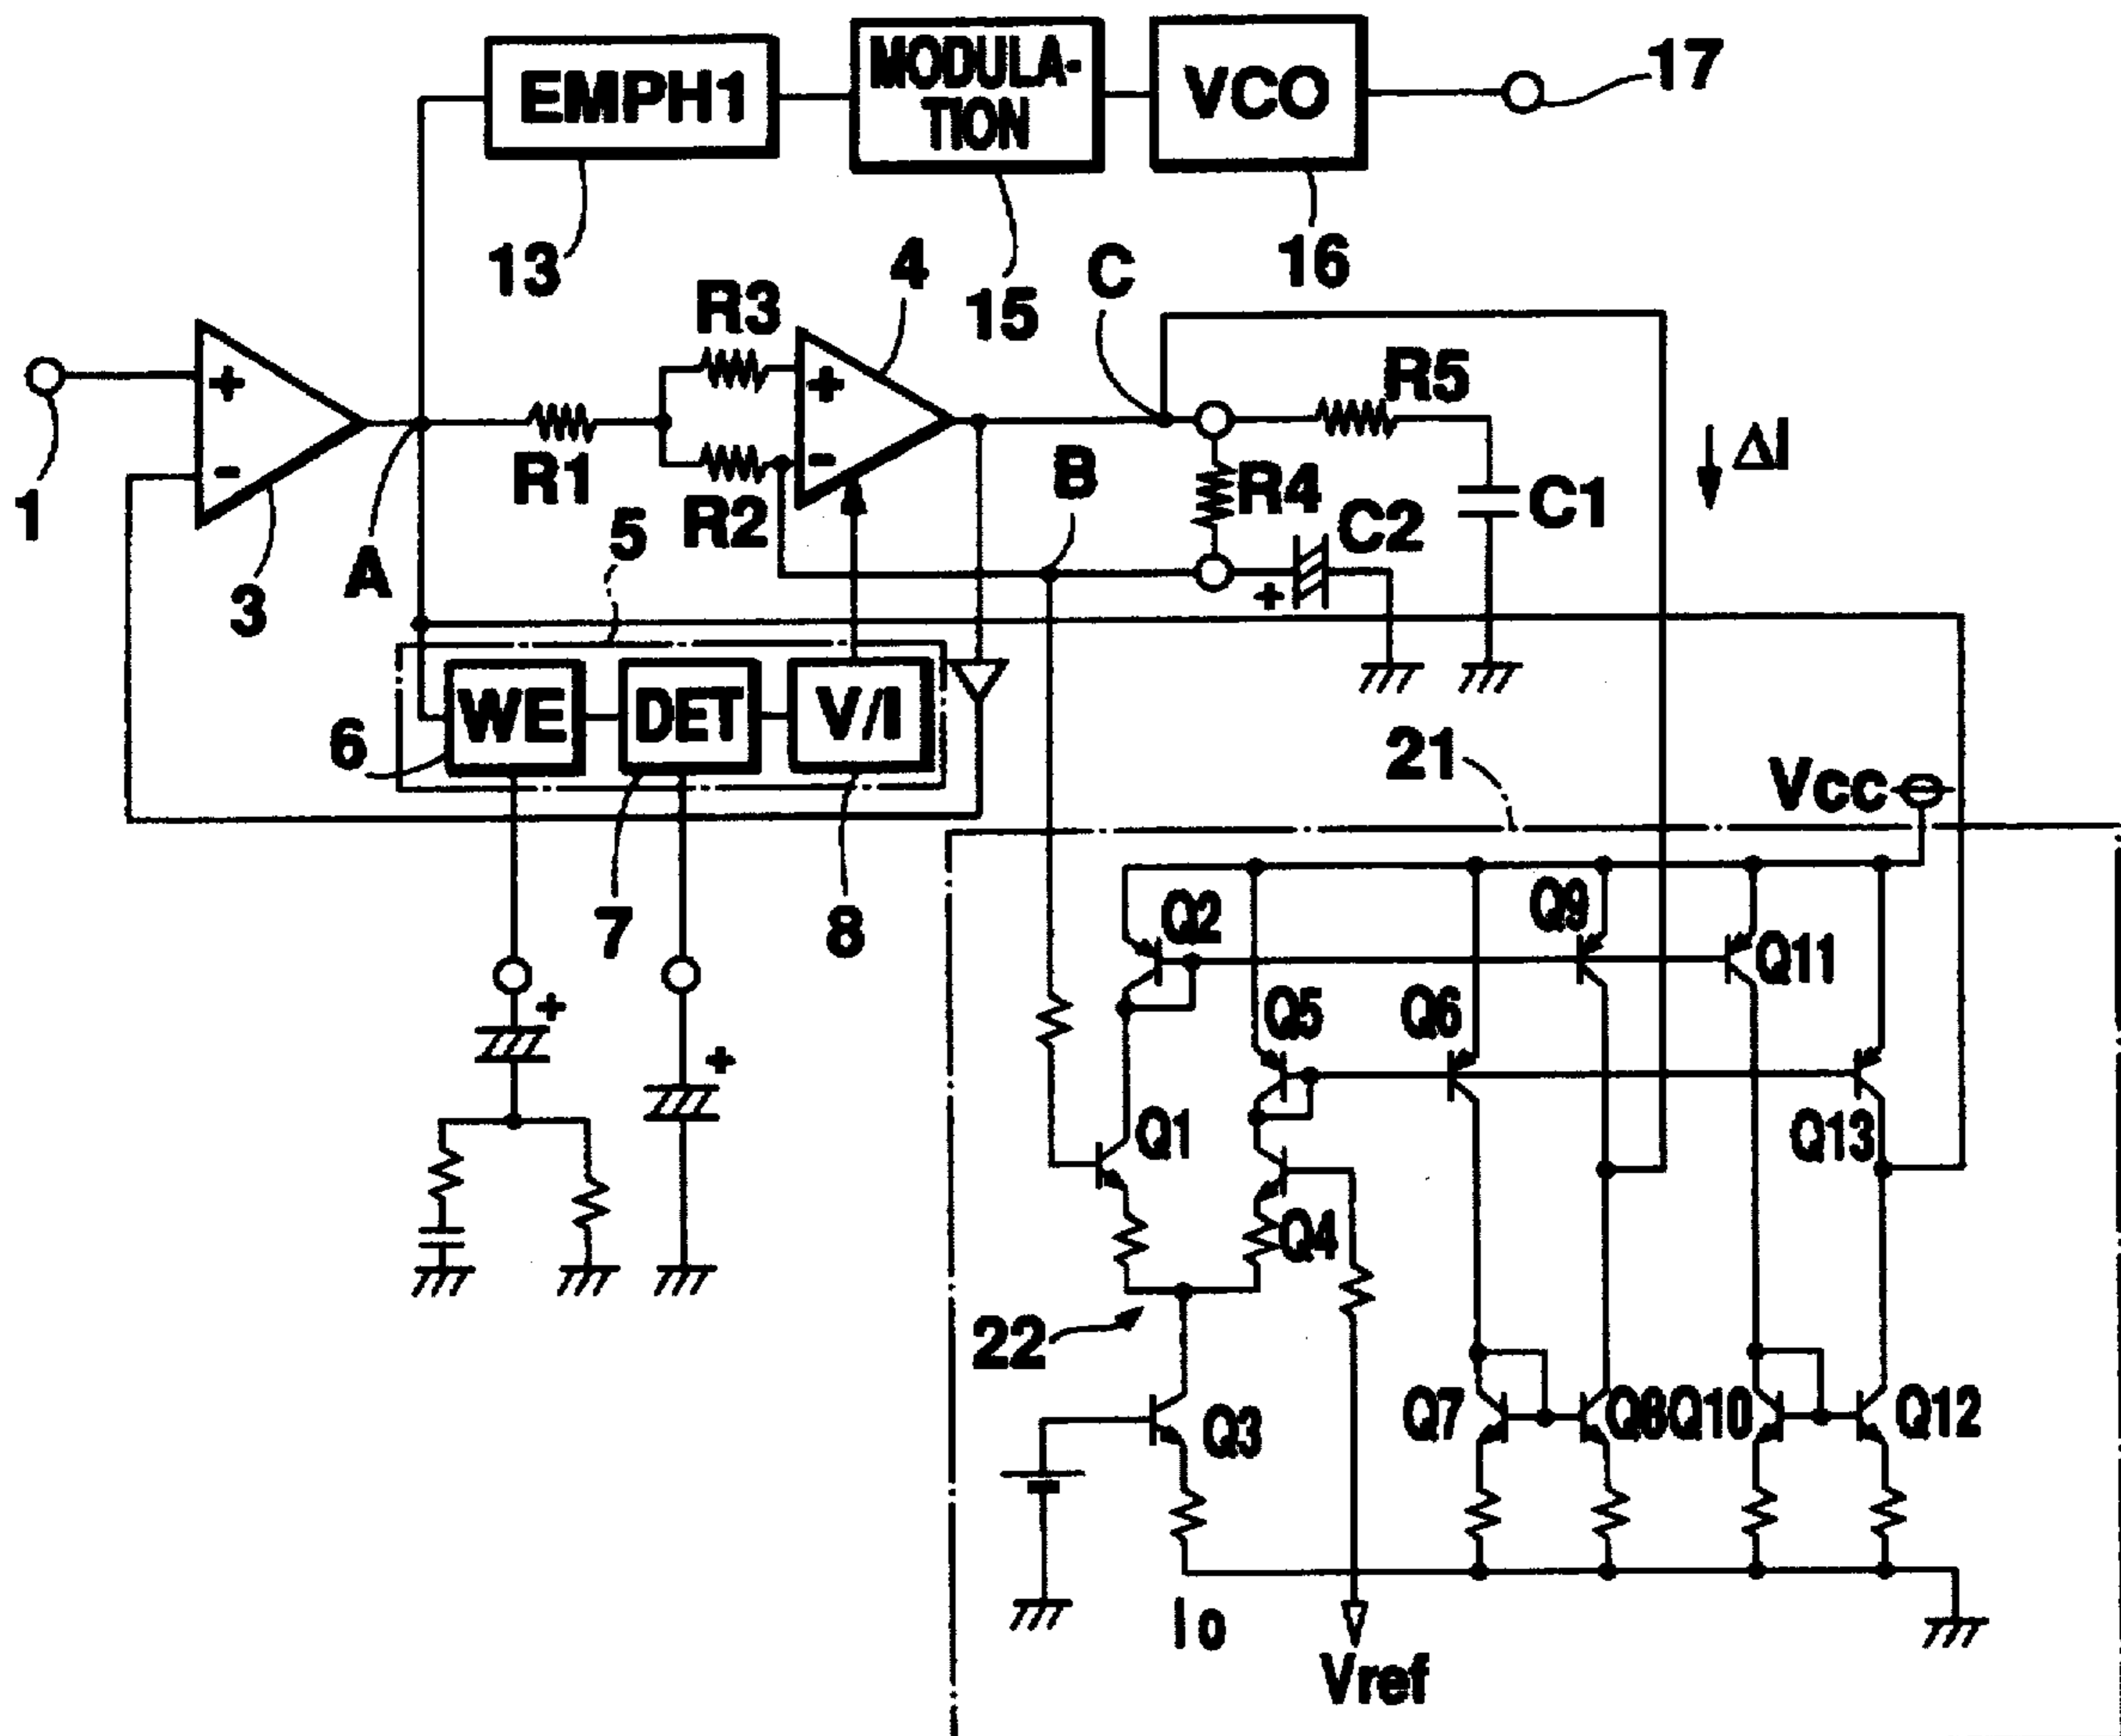 EMPH1
MODULA-
TION
VCO
17
13
15
16
R3
4
C
1
+
-
3
A
R1
R2
+
-
R5
B
R4
C2
C1
ΔI
+
5
6
WE
DET
V/I
7
8
21
Vcc
+
+
Q2
Q9
Q11
Q5
Q6
Q1
Q13
Q4
22
Q3
Q7
Q8
Q10
Q12
Io
Vref